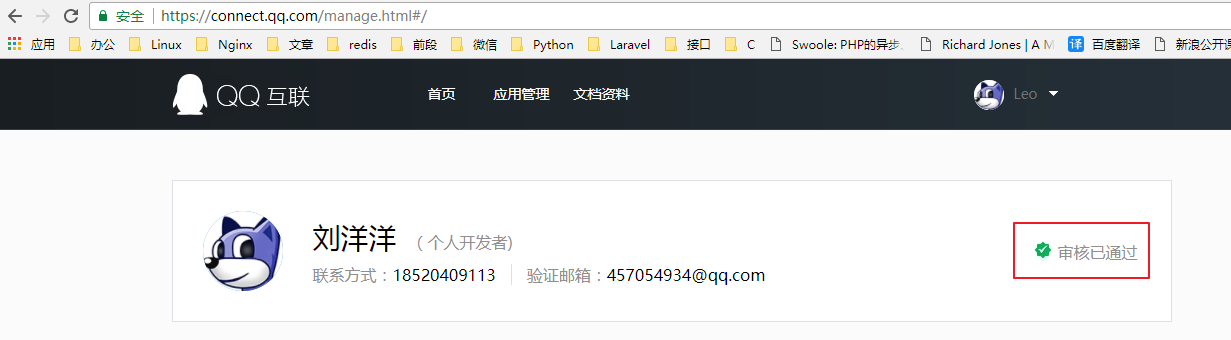 安全 https://connect.qq.com/manage.html#/
应用 办公 Linux Nginx 文章 redis 前段 微信 Python Laravel 接口 C Swoole: PHP的异步 Richard Jones | A M 译 百度翻译 新浪公开课
QQ 互联 首页 应用管理 文档资料 Leo
刘洋洋 ( 个人开发者)
审核已通过
联系方式：18520409113 验证邮箱：457054934@qq.com